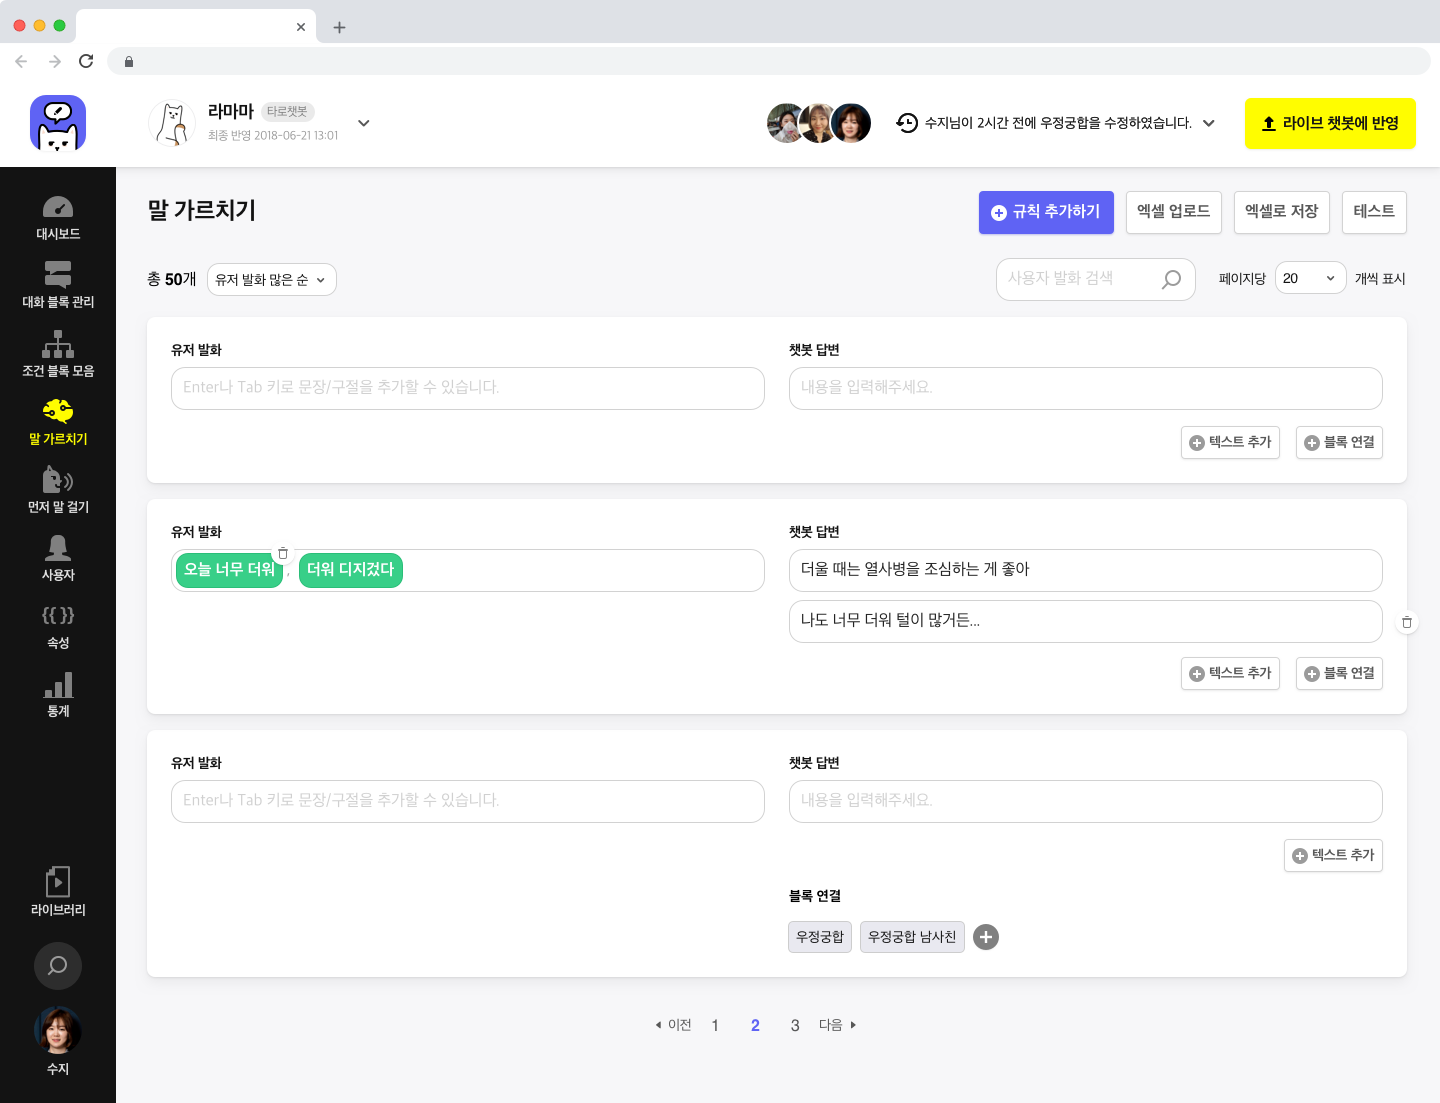 라마마 타로챗봇
최종 반영 2018-06-21 13:01
수지님이 2시간 전에 우정궁합을 수정하였습니다.
라이브 챗봇에 반영
대시보드
대화 블록 관리
조건 블록 모음
말 가르치기
먼저 말 걸기
사용자
{{ }}
속성
통계
라이브러리
수지
말 가르치기
규칙 추가하기
엑셀 업로드
엑셀로 저장
테스트
총 50개
유저 발화 많은 순
사용자 발화 검색
페이지당 20 개씩 표시
유저 발화
Enter나 Tab 키로 문장/구절을 추가할 수 있습니다.
챗봇 답변
내용을 입력해주세요.
텍스트 추가
블록 연결
유저 발화
오늘 너무 더워 , 더워 디지겄다
챗봇 답변
더울 때는 열사병을 조심하는 게 좋아
나도 너무 더워 털이 많거든...
텍스트 추가
블록 연결
유저 발화
Enter나 Tab 키로 문장/구절을 추가할 수 있습니다.
챗봇 답변
내용을 입력해주세요.
텍스트 추가
블록 연결
우정궁합
우정궁합 남사친
이전 1 2 3 다음